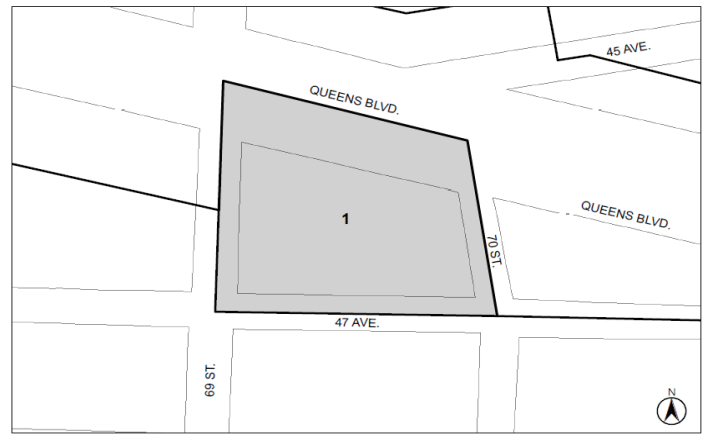 45 AVE.
QUEENS BLVD.
QUEENS BLVD.
1
70 ST.
47 AVE.
69 ST.
N